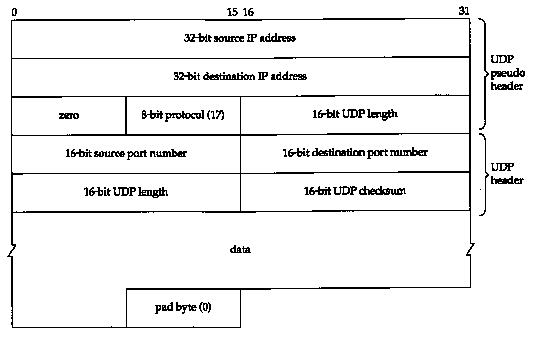 0 15 16 31
32-bit source IP address
32-bit destination IP address
UDP
pseudo
header
zero 8-bit protocol (17) 16-bit UDP length
16-bit source port number 16-bit destination port number
UDP
header
16-bit UDP length 16-bit UDP checksum
data
pad byte (0)